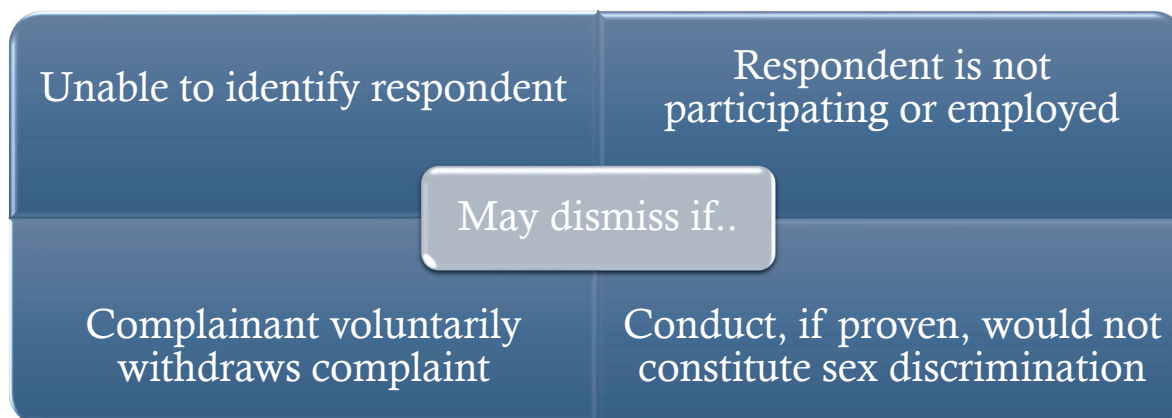 Unable to identify respondent
Respondent is not
participating or employed
May dismiss if..
Complainant voluntarily
withdraws complaint
Conduct, if proven, would not
constitute sex discrimination